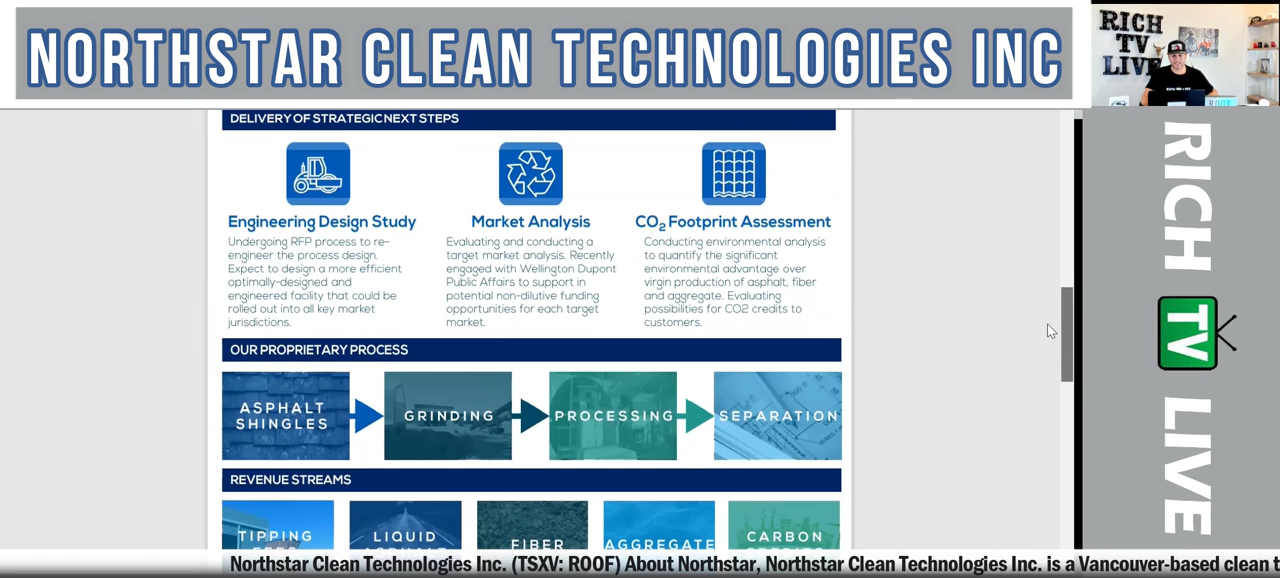 NORTHSTAR CLEAN TECHNOLOGIES INC
RICH
TV
LIVE
ROOF
DELIVERY OF STRATEGIC NEXT STEPS
Engineering Design Study
Undergoing RFP process to re-
engineer the process design.
Expect to design a more efficient
optimally-designed and
engineered facility that could be
rolled out into all key market
jurisdictions.
Market Analysis
Evaluating and conducting a
target market analysis. Recently
engaged with Wellington Dupont
Public Affairs to support in
potential non-dilutive funding
opportunities for each target
market.
CO₂ Footprint Assessment
Conducting environmental analysis
to quantify the significant
environmental advantage over
virgin production of asphalt, fiber
and aggregate. Evaluating
possibilities for CO2 credits to
customers.
OUR PROPRIETARY PROCESS
ASPHALT
SHINGLES
GRINDING
PROCESSING
SEPARATION
REVENUE STREAMS
TIPPING
LIQUID
FIBER
AGGREGATE
CARBON
RICH TV LIVE
Northstar Clean Technologies Inc. (TSXV: ROOF) About Northstar, Northstar Clean Technologies Inc. is a Vancouver-based clean